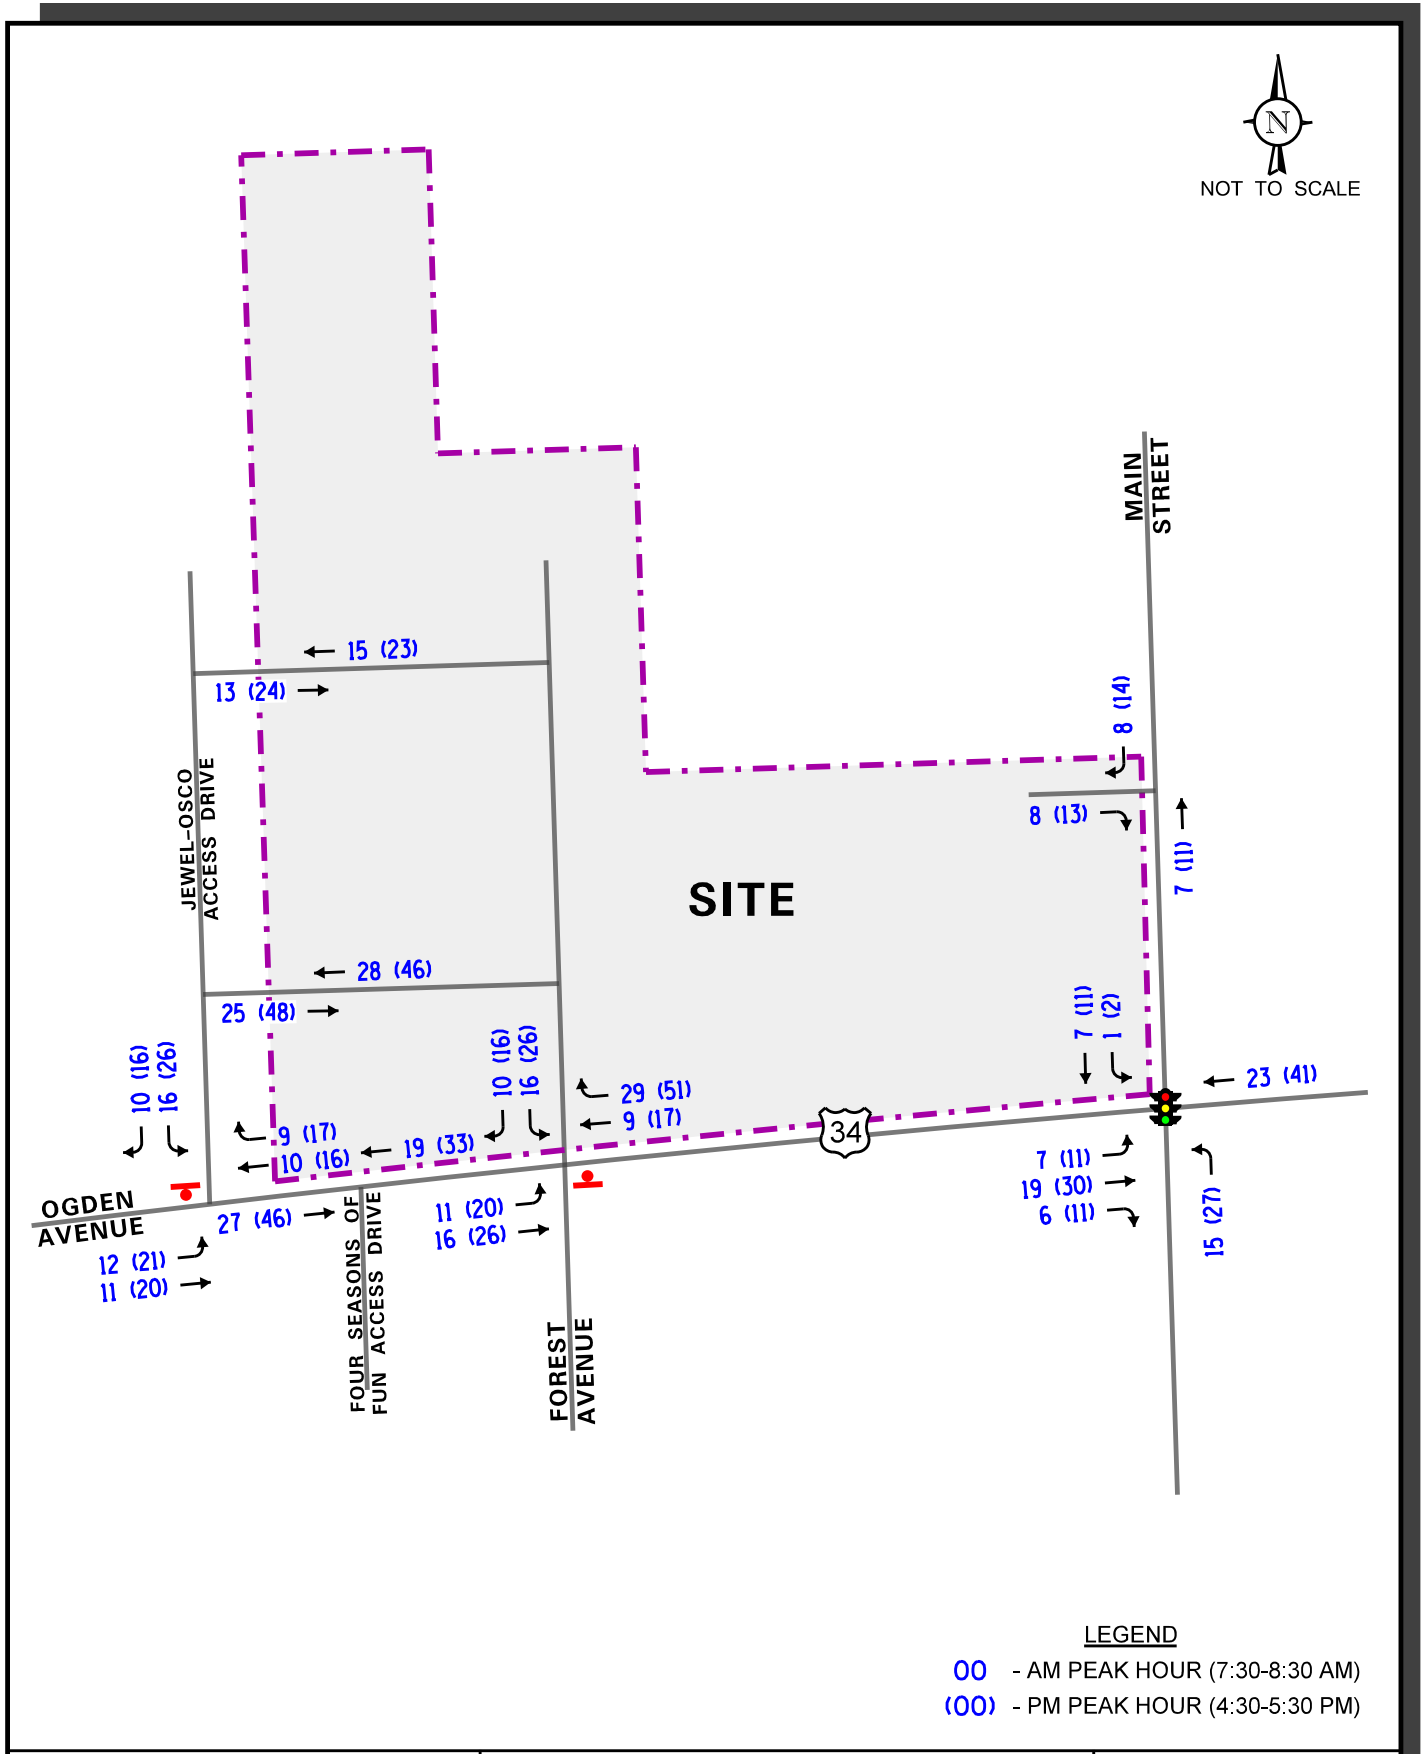 N
NOT TO SCALE
MAIN
STREET
15 (23)
13 (24)
8 (14)
8 (13)
7 (11)
JEWEL-OSCO
ACCESS DRIVE
SITE
28 (46)
25 (48)
7 (11)
1 (2)
10 (16)
16 (26)
10 (16)
16 (26)
29 (51)
9 (17)
23 (41)
34
9 (17)
10 (16)
19 (33)
7 (11)
19 (30)
6 (11)
15 (27)
OGDEN
AVENUE
27 (46)
11 (20)
16 (26)
12 (21)
11 (20)
FOUR SEASONS OF
FUN ACCESS DRIVE
FOREST
AVENUE
LEGEND
00 - AM PEAK HOUR (7:30-8:30 AM)
(00) - PM PEAK HOUR (4:30-5:30 PM)